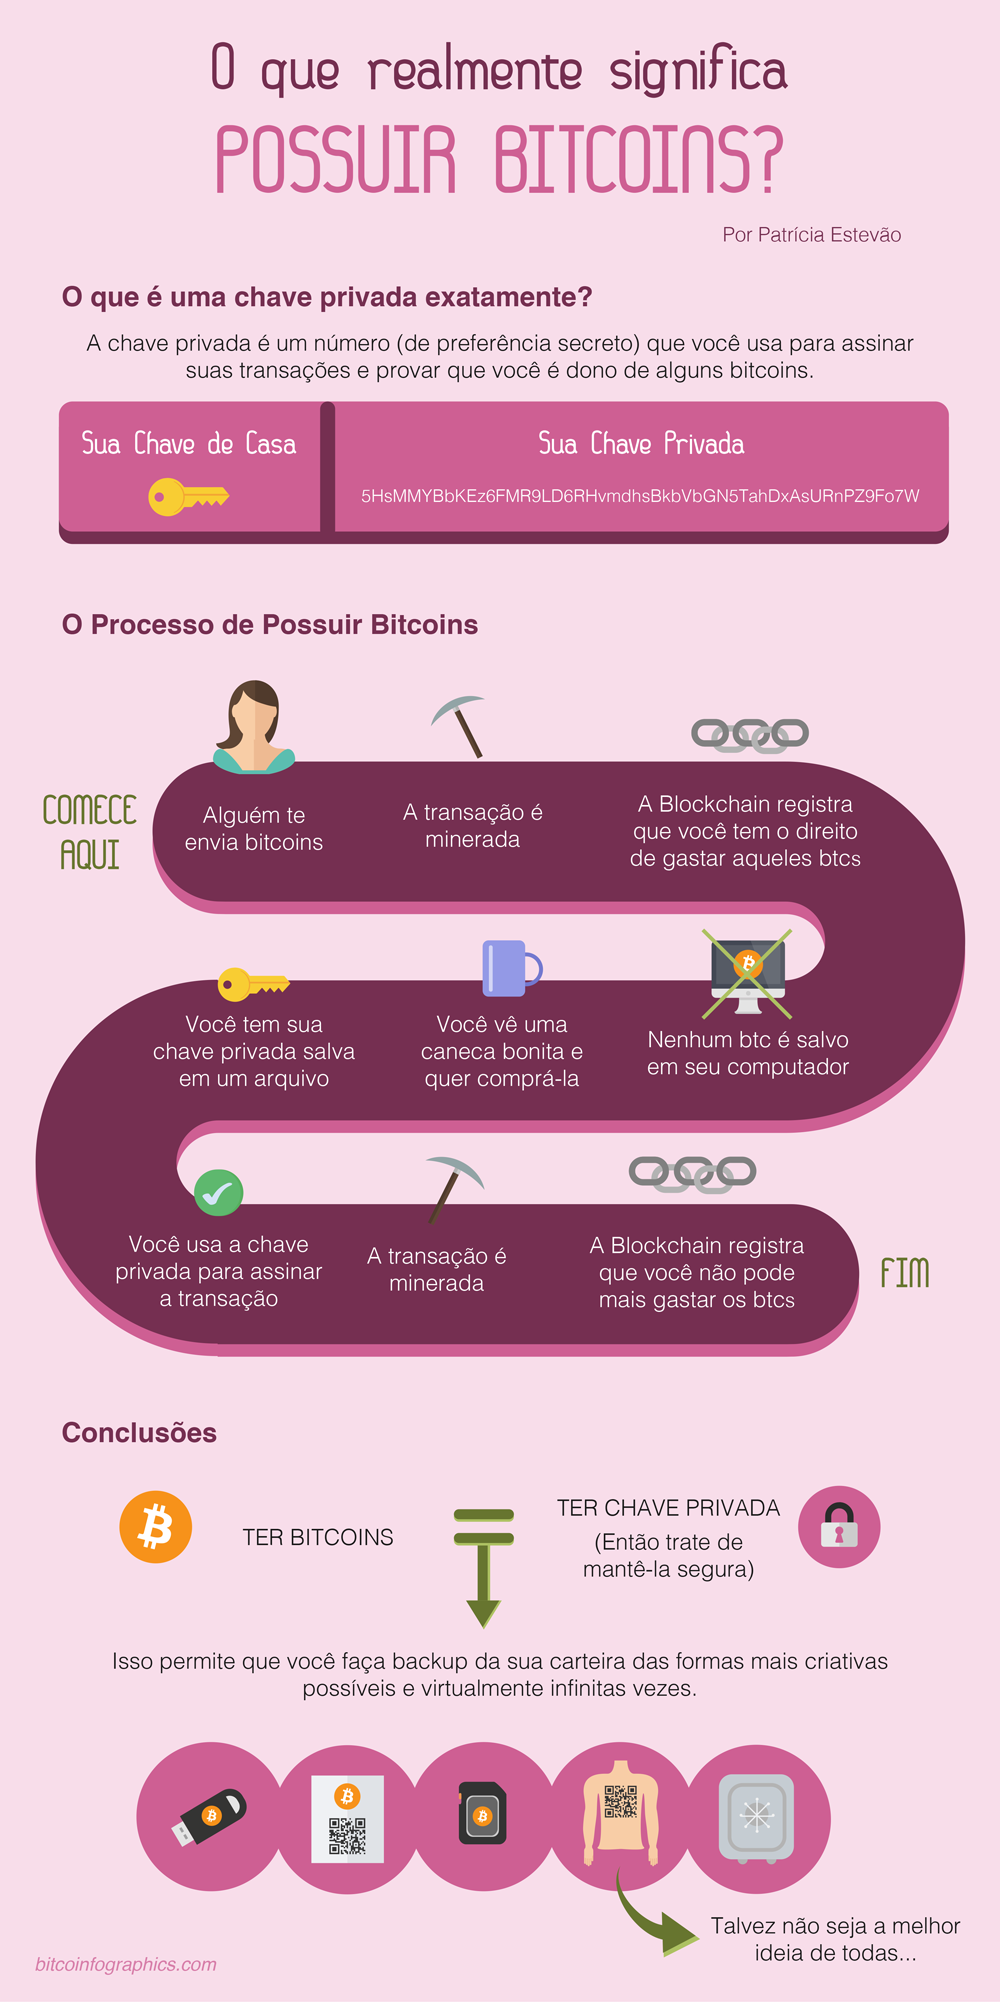 O que realmente significa
POSSUIR BITCOINS?
Por Patrícia Estevão
O que é uma chave privada exatamente?
A chave privada é um número (de preferência secreto) que você usa para assinar
suas transações e provar que você é dono de alguns bitcoins.
Sua Chave de Casa
Sua Chave Privada
5HsMMYBbKEz6FMR9LD6RHvmdhsBkbVbGN5TahDxAsURnPZ9Fo7W
O Processo de Possuir Bitcoins
COMECE
AQUI
Alguém te
envia bitcoins
A transação é
minerada
A Blockchain registra
que você tem o direito
de gastar aqueles btcs
Nenhum btc é salvo
em seu computador
Você vê uma
caneca bonita e
quer comprá-la
Você tem sua
chave privada salva
em um arquivo
Você usa a chave
privada para assinar
a transação
A transação é
minerada
A Blockchain registra
que você não pode
mais gastar os btcs
FIM
Conclusões
TER BITCOINS
TER CHAVE PRIVADA
(Então trate de
mantê-la segura)
Isso permite que você faça backup da sua carteira das formas mais criativas
possíveis e virtualmente infinitas vezes.
Talvez não seja a melhor
ideia de todas...
bitcoinfographics.com